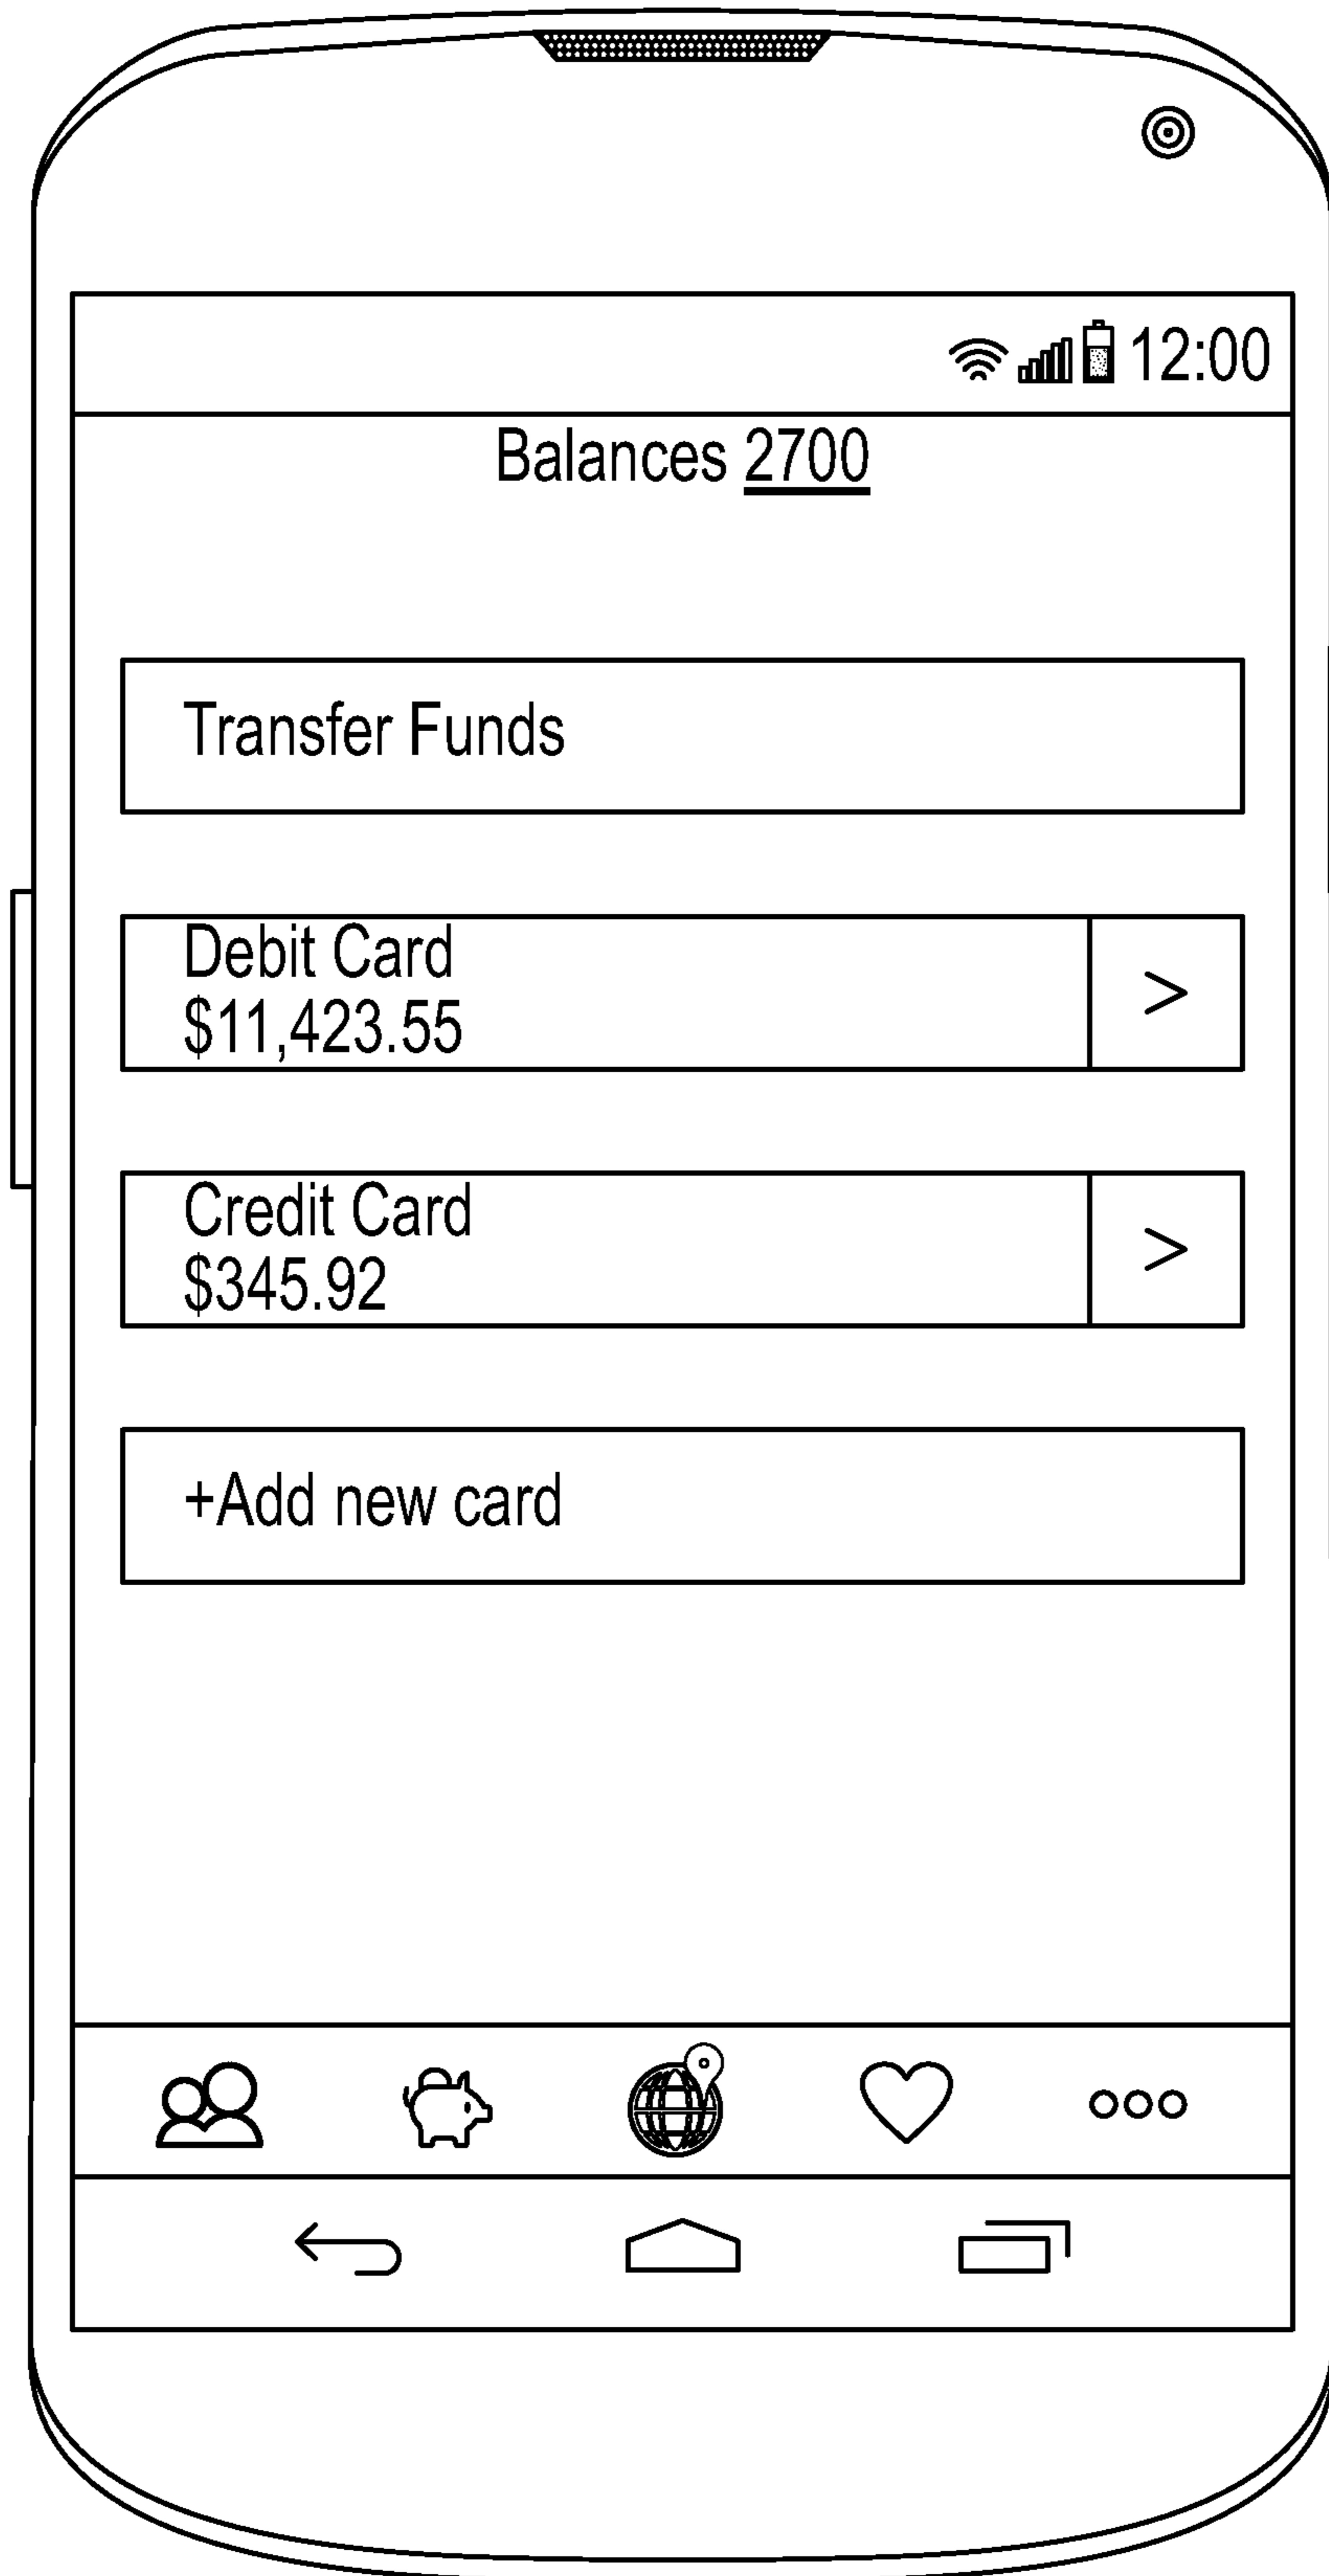 12:00
Balances 2700
Transfer Funds
Debit Card
$11,423.55
>
Credit Card
$345.92
>
+Add new card